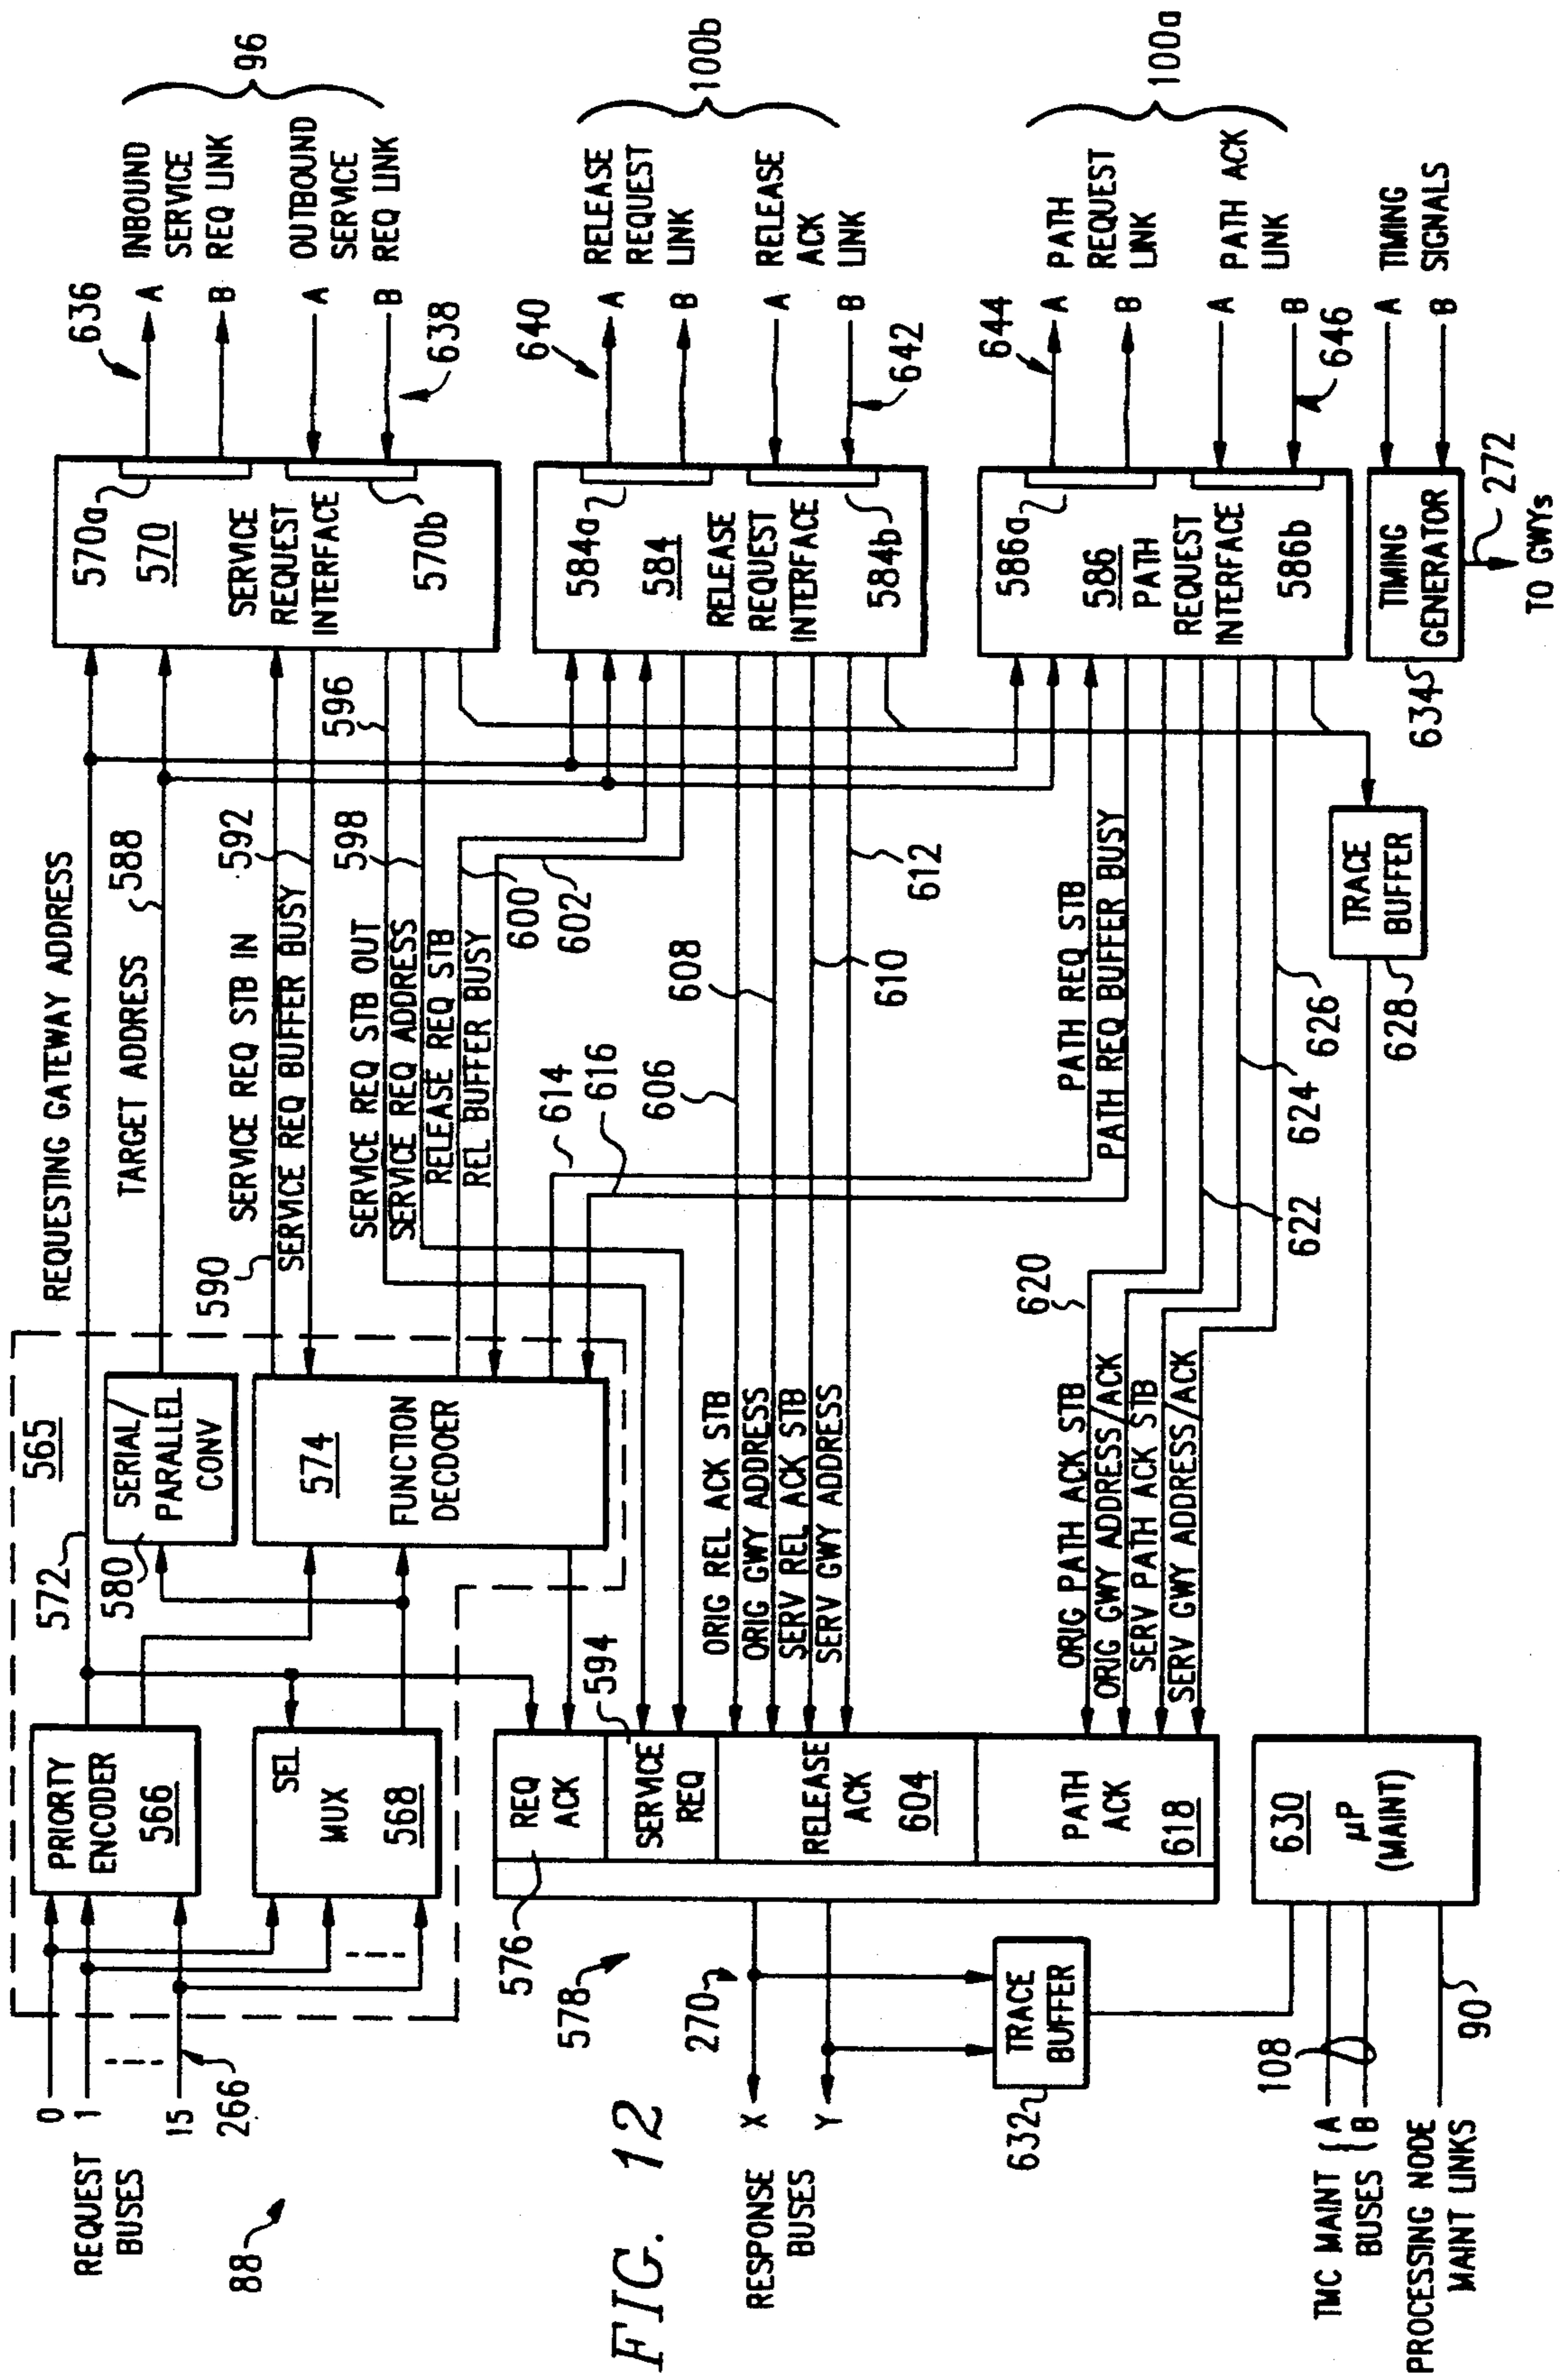 REQUEST
BUSES
0
1
15
266
88
565
PRIORTY
ENCODER
566
SEL
MUX
568
572
580
SERIAL/
PARALLEL
CONV
574
FUNCTION
DECDOER
REQUESTING GATEWAY ADDRESS
TARGET ADDRESS
588
590
SERVICE REQ STB IN
592
SERVICE REQ BUFFER BUSY
SERVICE REQ STB OUT
596
SERVICE REQ ADDRESS
598
RELEASE REQ STB
600
REL BUFFER BUSY
602
570a
570
SERVICE
REQUEST
INTERFACE
570b
636
A
B
INBOUND
SERVICE
REQ LINK
A
B
OUTBOUND
SERVICE
REQ LINK
638
96
576
REQ
ACK
594
SERVICE
REQ
RELEASE
ACK
604
PATH
ACK
618
578
270
X
Y
RESPONSE
BUSES
614
616
606
608
610
612
ORIG REL ACK STB
ORIG GWY ADDRESS
SERV REL ACK STB
SERV GWY ADDRESS
584a
584
RELEASE
REQUEST
INTERFACE
584b
640
A
B
RELEASE
REQUEST
LINK
A
B
RELEASE
ACK
LINK
642
100b
PATH REQ STB
PATH REQ BUFFER BUSY
620
622
624
626
ORIG PATH ACK STB
ORIG GWY ADDRESS/ACK
SERV PATH ACK STB
SERV GWY ADDRESS/ACK
586a
586
PATH
REQUEST
INTERFACE
586b
644
A
B
PATH
REQUEST
LINK
A
B
PATH ACK
LINK
646
100a
TRACE
BUFFER
632
TRACE
BUFFER
628
TIMING
GENERATOR
634
A
B
TIMING
SIGNALS
272
TO GWYs
630
µP
(MAINT)
108
90
TMC MAINT { A
BUSES { B
PROCESSING NODE
MAINT LINKS
FIG. 12